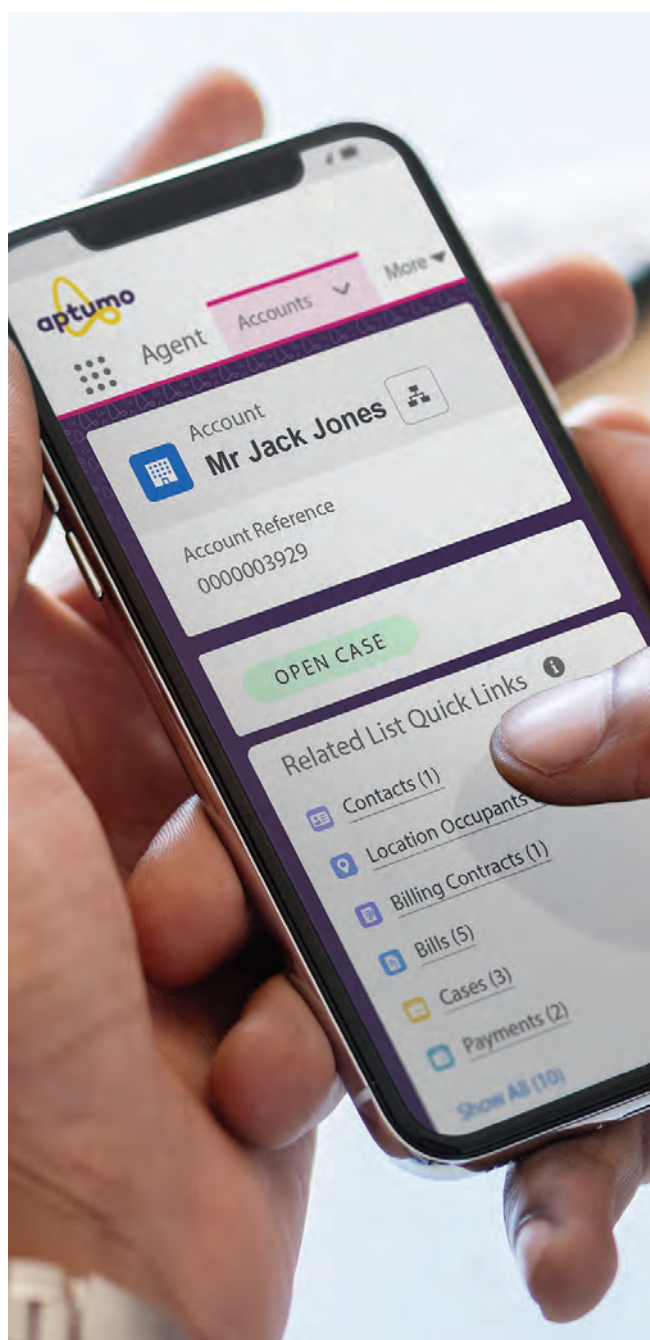 aptumo
Agent Accounts More
Account
Mr Jack Jones
Account Reference
0000003929
OPEN CASE
Related List Quick Links
Contacts (1)
Location Occupants
Billing Contracts (1)
Bills (5)
Cases (3)
Payments (2)
Show All (10)